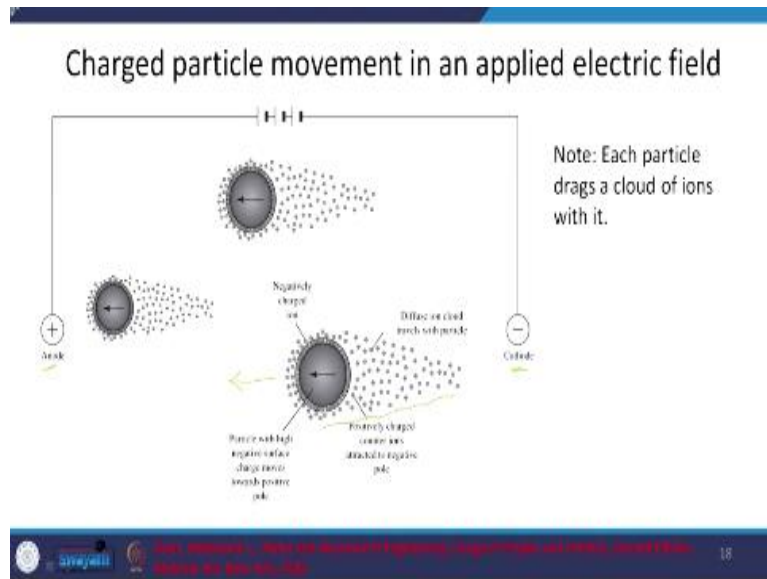 Charged particle movement in an applied electric field
Note: Each particle
drags a cloud of ions
with it.
Negatively
charged
ion
Diffuse ion cloud
travels with particle
+
Anode
−
Cathode
Particle with high
negative surface
charge moves
towards positive
pole
Positively charged
counter ions
attracted to negative
pole
swayam
18